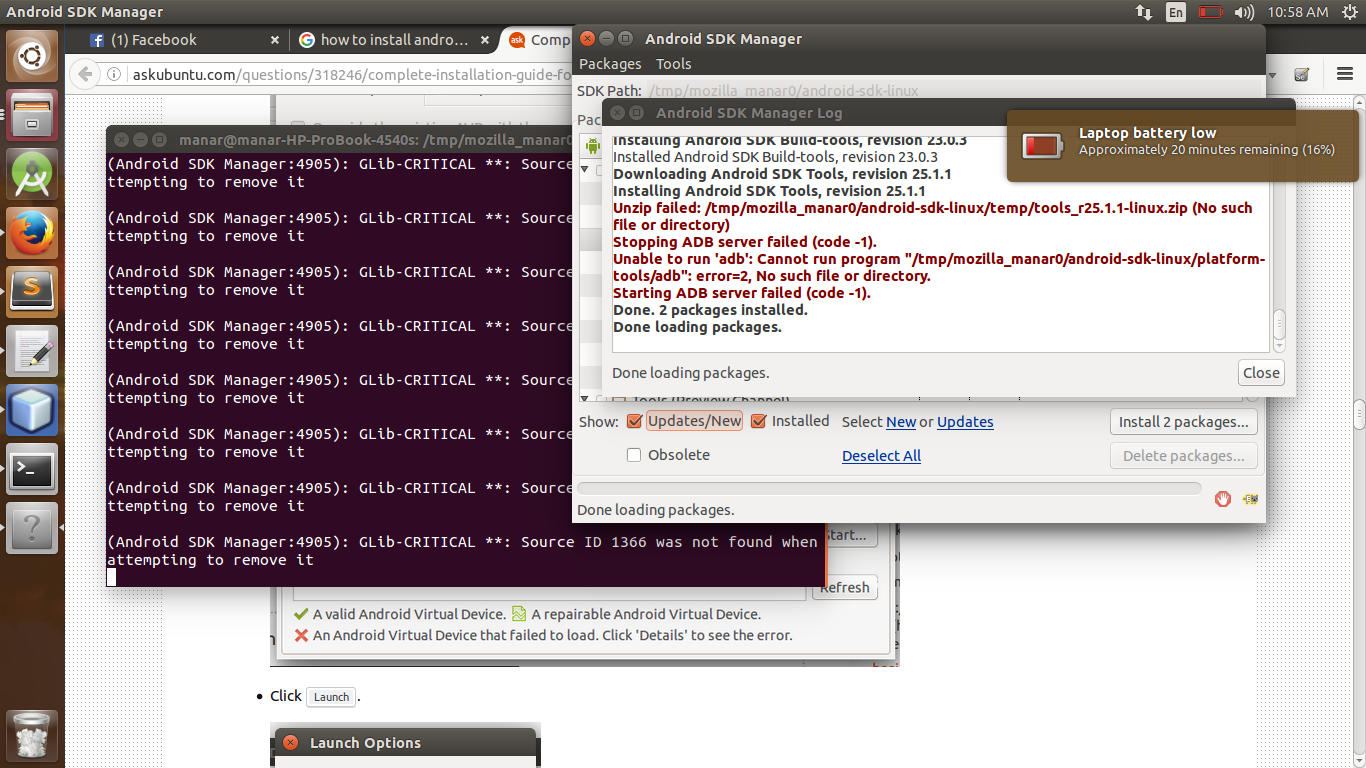 Android SDK Manager
En
10:58 AM
(1) Facebook
how to install andro...
ask
Comp
askubuntu.com/questions/318246/complete-installation-guide-fo
Android SDK Manager
Packages Tools
SDK Path: /tmp/mozilla_manar0/android-sdk-linux
Pac
Android SDK Manager Log
Laptop battery low
Approximately 20 minutes remaining (16%)
Installing Android SDK Build-tools, revision 23.0.3
Installed Android SDK Build-tools, revision 23.0.3
Downloading Android SDK Tools, revision 25.1.1
Installing Android SDK Tools, revision 25.1.1
Unzip failed: /tmp/mozilla_manar0/android-sdk-linux/temp/tools_r25.1.1-linux.zip (No such
file or directory)
Stopping ADB server failed (code -1).
Unable to run 'adb': Cannot run program "/tmp/mozilla_manar0/android-sdk-linux/platform-
tools/adb": error=2, No such file or directory.
Starting ADB server failed (code -1).
Done. 2 packages installed.
Done loading packages.
Done loading packages.
Close
Tools (Preview Channel)
Show: Updates/New Installed Select New or Updates
Install 2 packages...
Obsolete
Deselect All
Delete packages...
Done loading packages.
manar@manar-HP-ProBook-4540s: /tmp/mozilla_manar0
(Android SDK Manager:4905): GLib-CRITICAL **: Source
ttempting to remove it
(Android SDK Manager:4905): GLib-CRITICAL **: Source
ttempting to remove it
(Android SDK Manager:4905): GLib-CRITICAL **: Source
ttempting to remove it
(Android SDK Manager:4905): GLib-CRITICAL **: Source
ttempting to remove it
(Android SDK Manager:4905): GLib-CRITICAL **: Source
ttempting to remove it
(Android SDK Manager:4905): GLib-CRITICAL **: Source
ttempting to remove it
(Android SDK Manager:4905): GLib-CRITICAL **: Source
ttempting to remove it
(Android SDK Manager:4905): GLib-CRITICAL **: Source ID 1366 was not found when
attempting to remove it
Start...
Refresh
A valid Android Virtual Device. A repairable Android Virtual Device.
An Android Virtual Device that failed to load. Click 'Details' to see the error.
Click Launch.
Launch Options